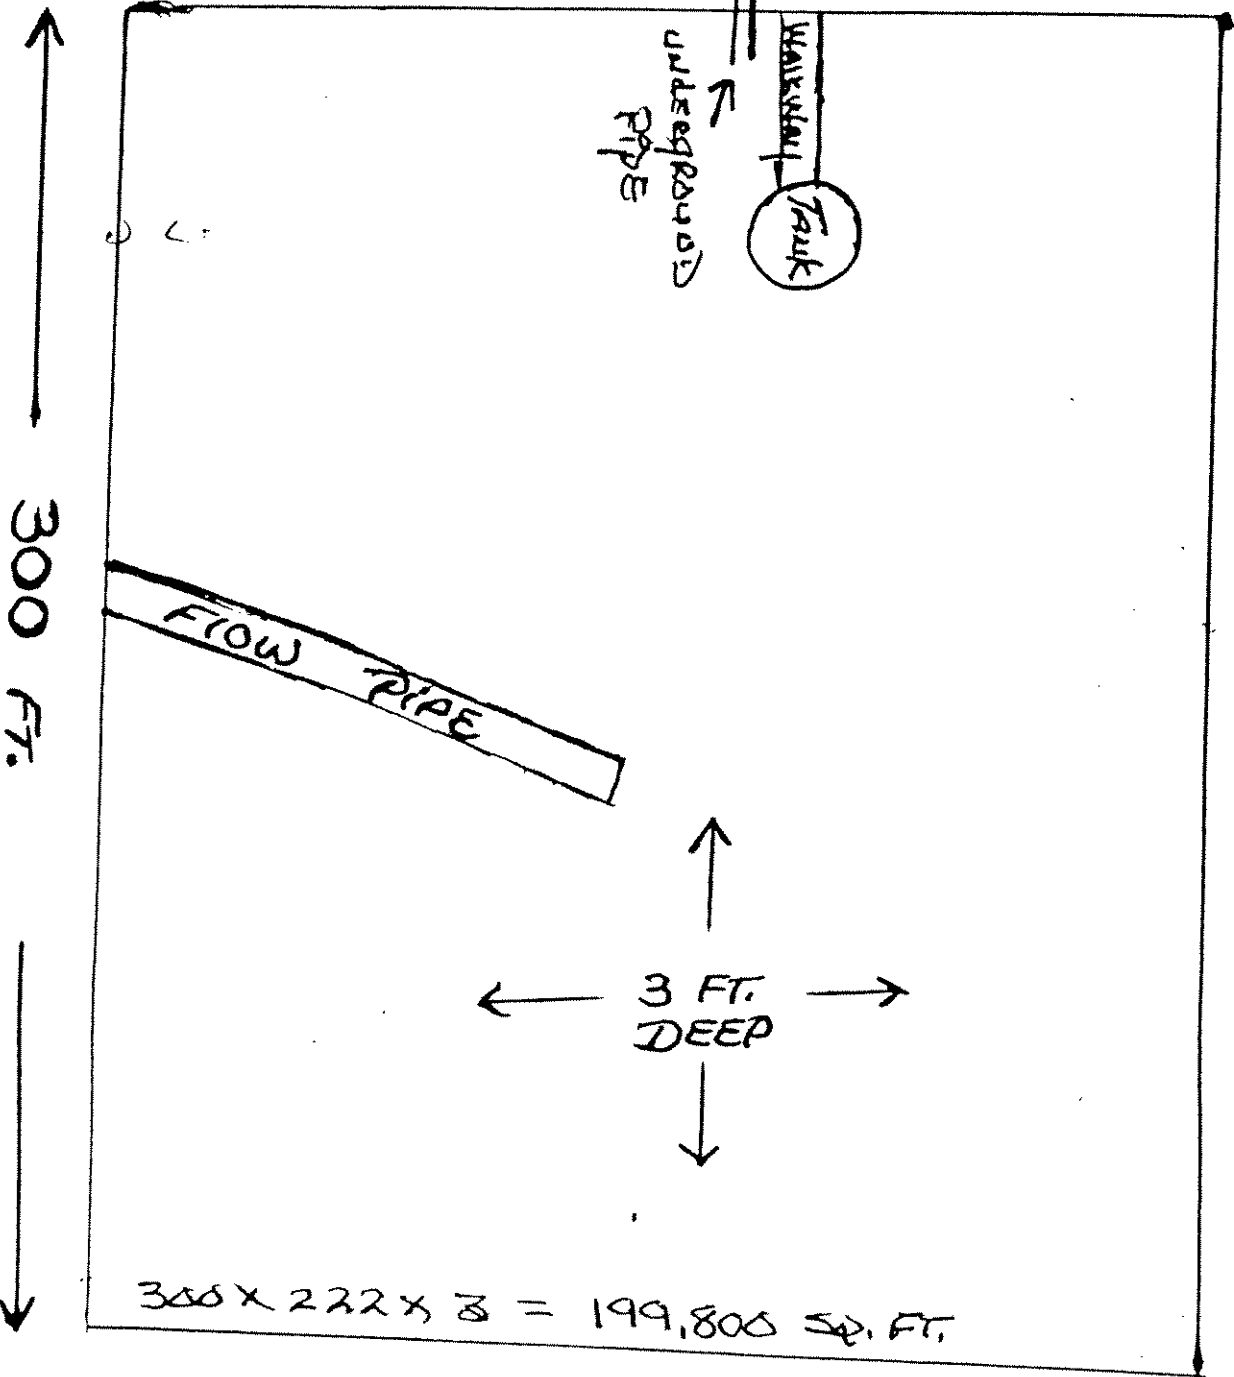 WALKWAY
UNDERGROUND
PIPE
TANK
300 FT.
FLOW PIPE
3 FT.
DEEP
300 X 222 X 3 = 199,800 SQ. FT.